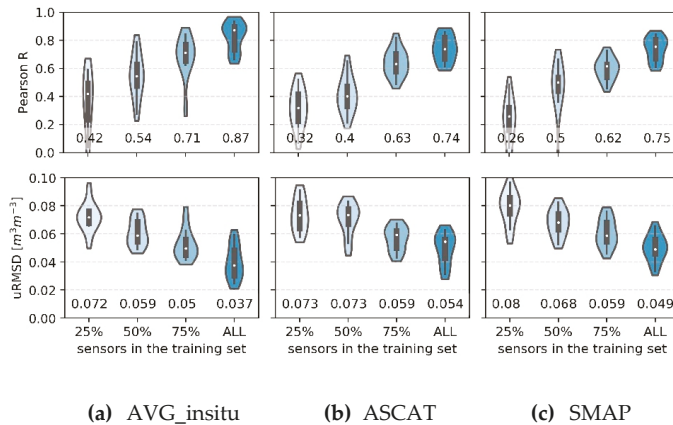 1.0
0.8
0.6
0.4
0.2
0.0
Pearson R
0.42 0.54 0.71 0.87
0.32 0.4 0.63 0.74
0.26 0.5 0.62 0.75
0.10
0.08
0.06
0.04
0.02
0.00
uRMSD [m³m⁻³]
0.072 0.059 0.05 0.037
0.073 0.073 0.059 0.054
0.08 0.068 0.059 0.049
25% 50% 75% ALL
25% 50% 75% ALL
25% 50% 75% ALL
sensors in the training set
sensors in the training set
sensors in the training set
(a) AVG_insitu (b) ASCAT (c) SMAP